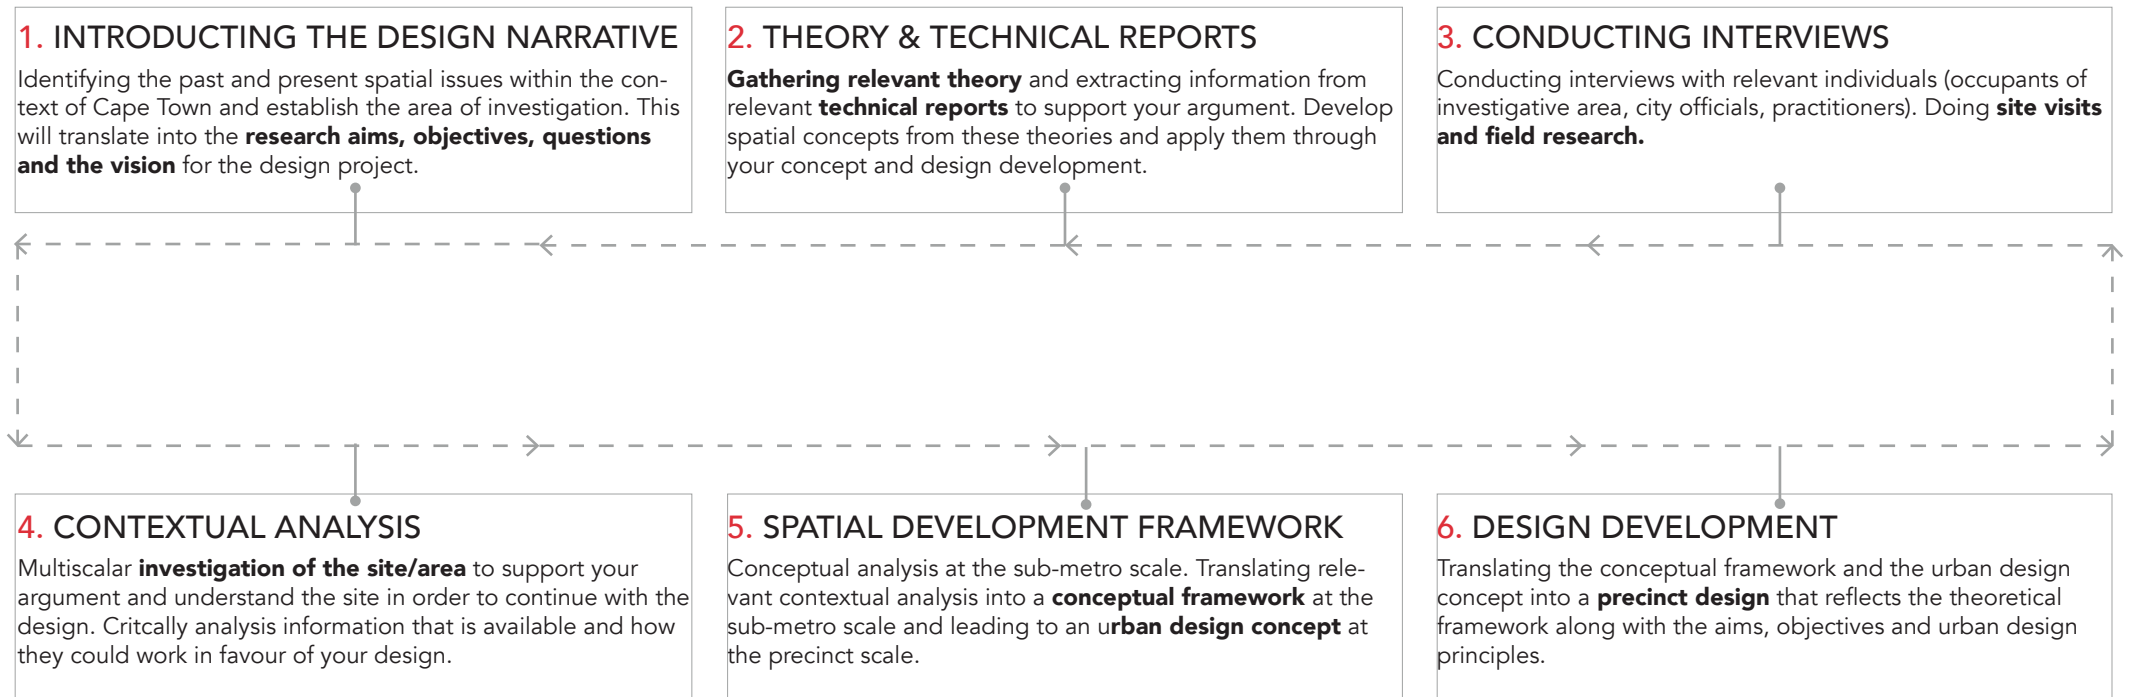 1. INTRODUCTING THE DESIGN NARRATIVE
Identifying the past and present spatial issues within the con-
text of Cape Town and establish the area of investigation. This
will translate into the research aims, objectives, questions
and the vision for the design project.
2. THEORY & TECHNICAL REPORTS
Gathering relevant theory and extracting information from
relevant technical reports to support your argument. Develop
spatial concepts from these theories and apply them through
your concept and design development.
3. CONDUCTING INTERVIEWS
Conducting interviews with relevant individuals (occupants of
investigative area, city officials, practitioners). Doing site visits
and field research.
4. CONTEXTUAL ANALYSIS
Multiscalar investigation of the site/area to support your
argument and understand the site in order to continue with the
design. Critcally analysis information that is available and how
they could work in favour of your design.
5. SPATIAL DEVELOPMENT FRAMEWORK
Conceptual analysis at the sub-metro scale. Translating rele-
vant contextual analysis into a conceptual framework at the
sub-metro scale and leading to an urban design concept at
the precinct scale.
6. DESIGN DEVELOPMENT
Translating the conceptual framework and the urban design
concept into a precinct design that reflects the theoretical
framework along with the aims, objectives and urban design
principles.